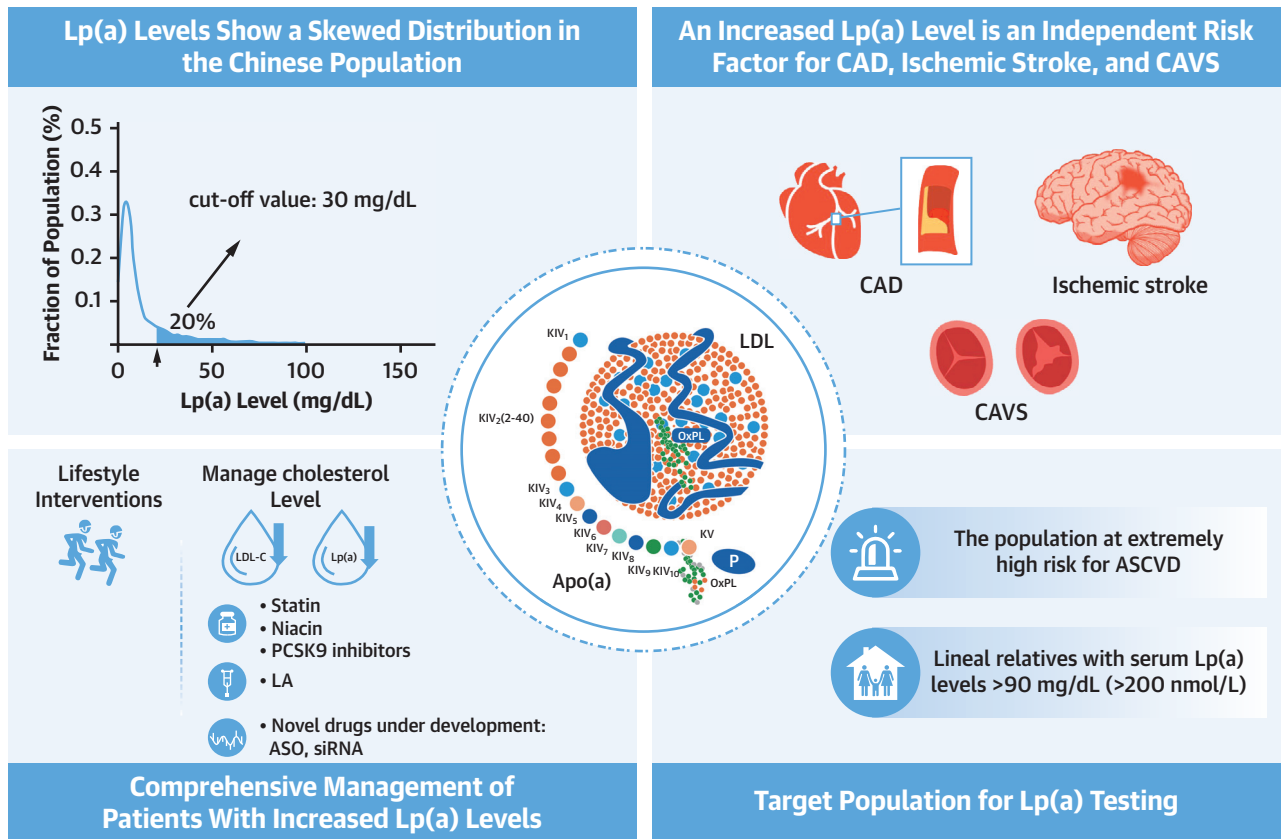 Lp(a) Levels Show a Skewed Distribution in
the Chinese Population
Fraction of Population (%)
0.5
0.4
0.3
0.2
0.1
cut-off value: 30 mg/dL
20%
0
50
100
150
Lp(a) Level (mg/dL)
An Increased Lp(a) Level is an Independent Risk
Factor for CAD, Ischemic Stroke, and CAVS
CAD
Ischemic stroke
CAVS
LDL
OxPL
KIV1
KIV2(2-40)
KIV3
KIV4
KIV5
KIV6
KIV7
KIV8
KIV9
KIV10
KV
P
OxPL
Apo(a)
Lifestyle
Interventions
Manage cholesterol
Level
LDL-C
Lp(a)
• Statin
• Niacin
• PCSK9 inhibitors
• LA
• Novel drugs under development:
ASO, siRNA
Comprehensive Management of
Patients With Increased Lp(a) Levels
The population at extremely
high risk for ASCVD
Lineal relatives with serum Lp(a)
levels >90 mg/dL (>200 nmol/L)
Target Population for Lp(a) Testing